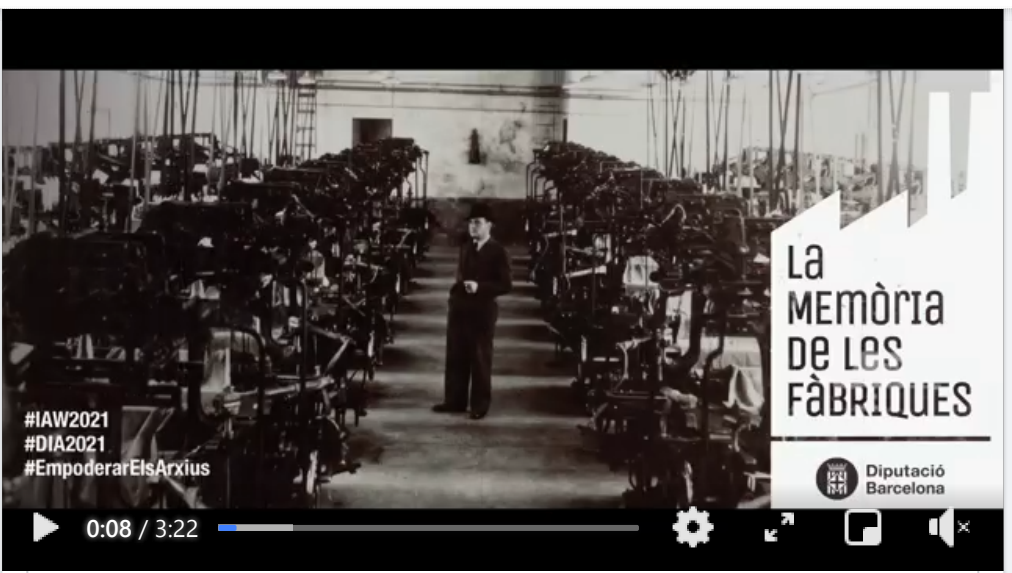 La
Memòria
de les
Fàbriques
#IAW2021
#DIA2021
#EmpoderarElsArxius
Diputació
Barcelona
0:08 / 3:22